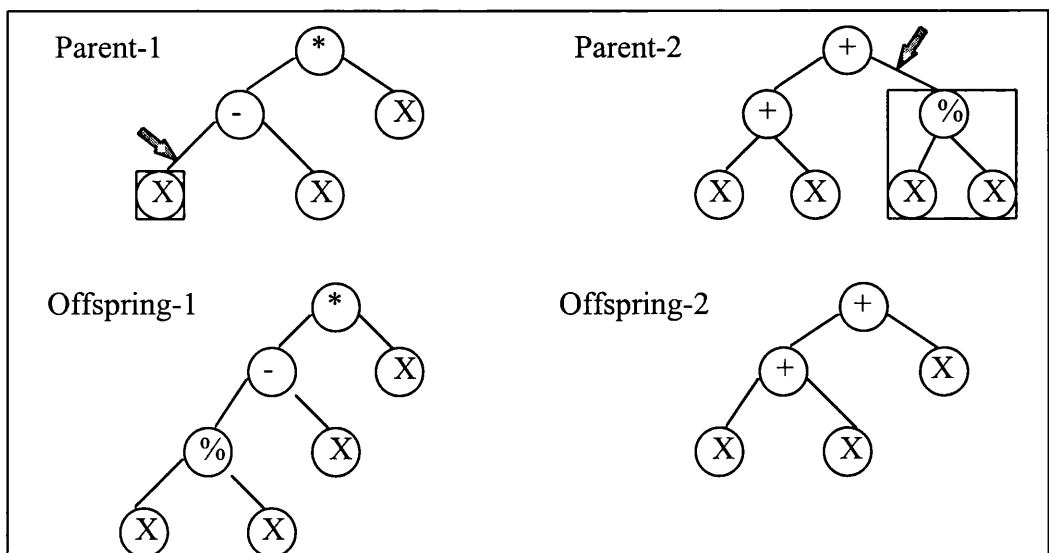 Parent-1
*
-
X
X
X
Parent-2
+
+
%
X
X
X
X
Offspring-1
*
-
X
%
X
X
X
Offspring-2
+
+
X
X
X